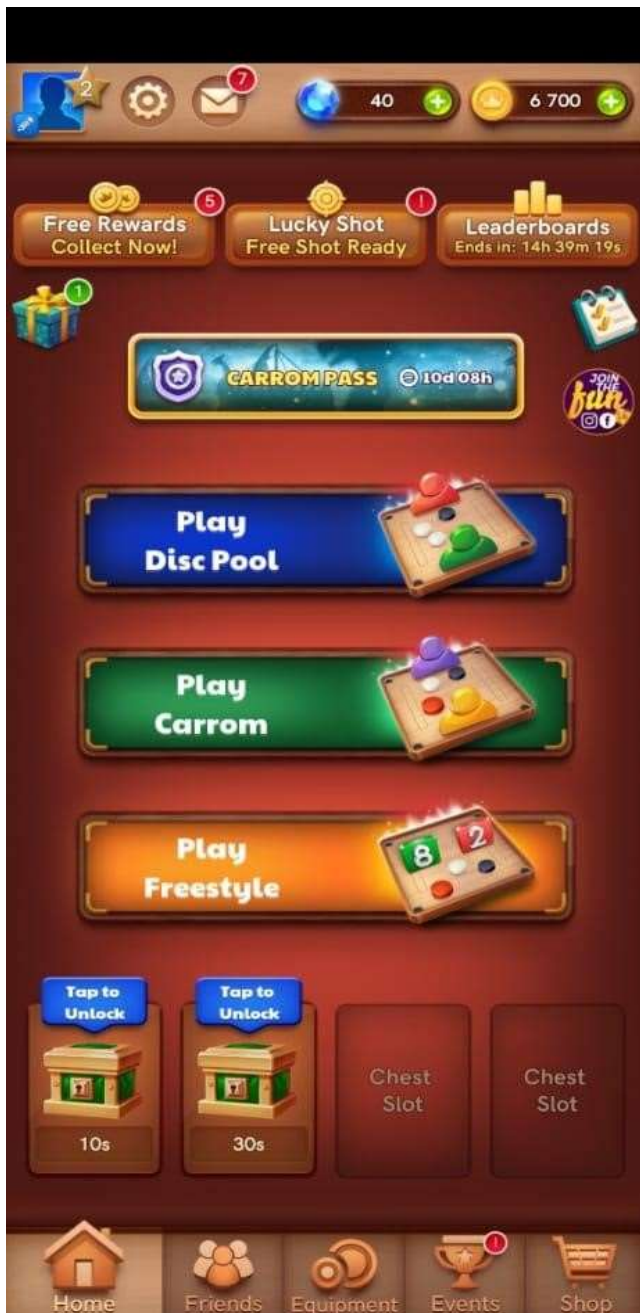 2
7
40
6 700
5
!
Free Rewards
Collect Now!
Lucky Shot
Free Shot Ready
Leaderboards
Ends in: 14h 39m 19s
1
CARROM PASS 10d 08h
JOIN
THE
fun
Play
Disc Pool
Play
Carrom
Play
Freestyle
8 2
Tap to
Unlock
10s
Tap to
Unlock
30s
Chest
Slot
Chest
Slot
!
Home
Friends
Equipment
Events
Shop